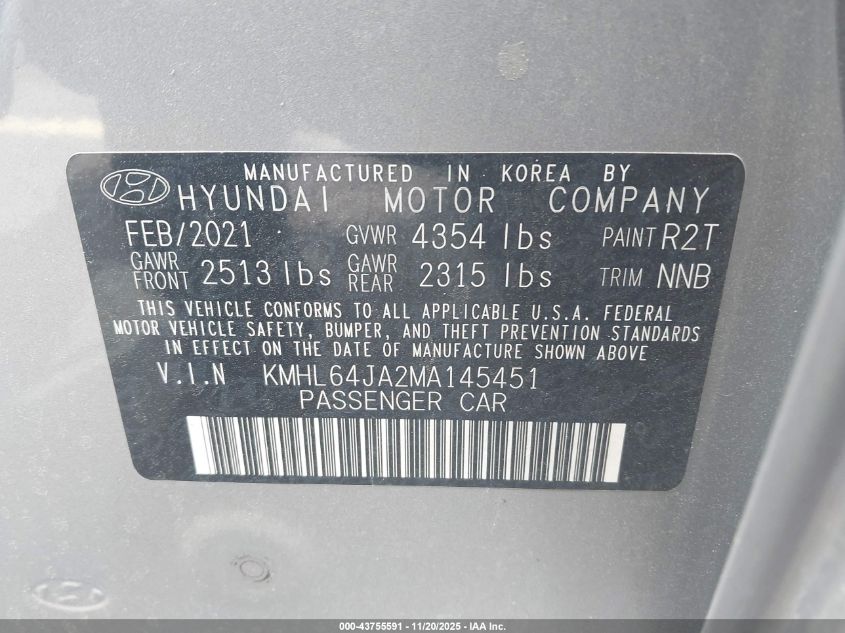 MANUFACTURED IN KOREA BY
HYUNDAI MOTOR COMPANY
FEB/2021 GVWR 4354 lbs PAINT R2T
GAWR FRONT 2513 lbs GAWR REAR 2315 lbs TRIM NNB
THIS VEHICLE CONFORMS TO ALL APPLICABLE U.S.A. FEDERAL
MOTOR VEHICLE SAFETY, BUMPER, AND THEFT PREVENTION STANDARDS
IN EFFECT ON THE DATE OF MANUFACTURE SHOWN ABOVE
V.I.N KMHL64JA2MA145451
PASSENGER CAR
000-43755591 - 11/20/2025 - IAA Inc.